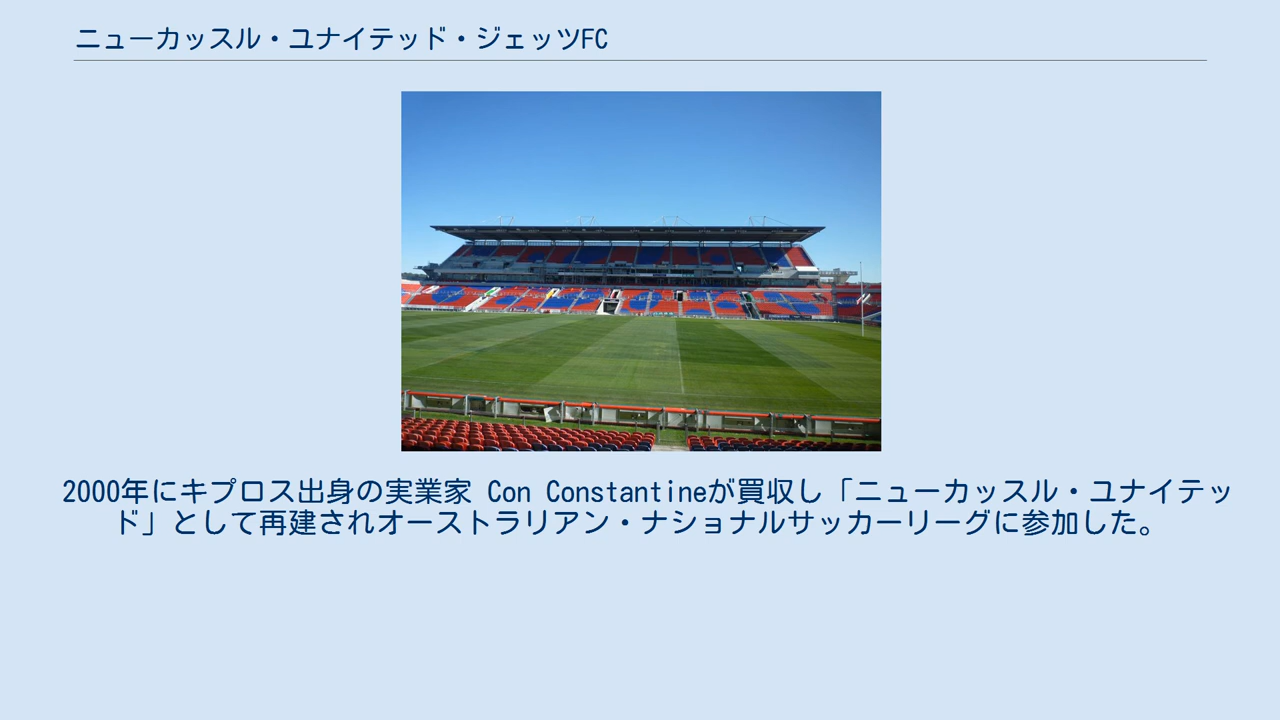 ニューカッスル・ユナイテッド・ジェッツFC
2000年にキプロス出身の実業家 Con Constantineが買収し「ニューカッスル・ユナイテッ
ド」として再建されオーストラリアン・ナショナルサッカーリーグに参加した。